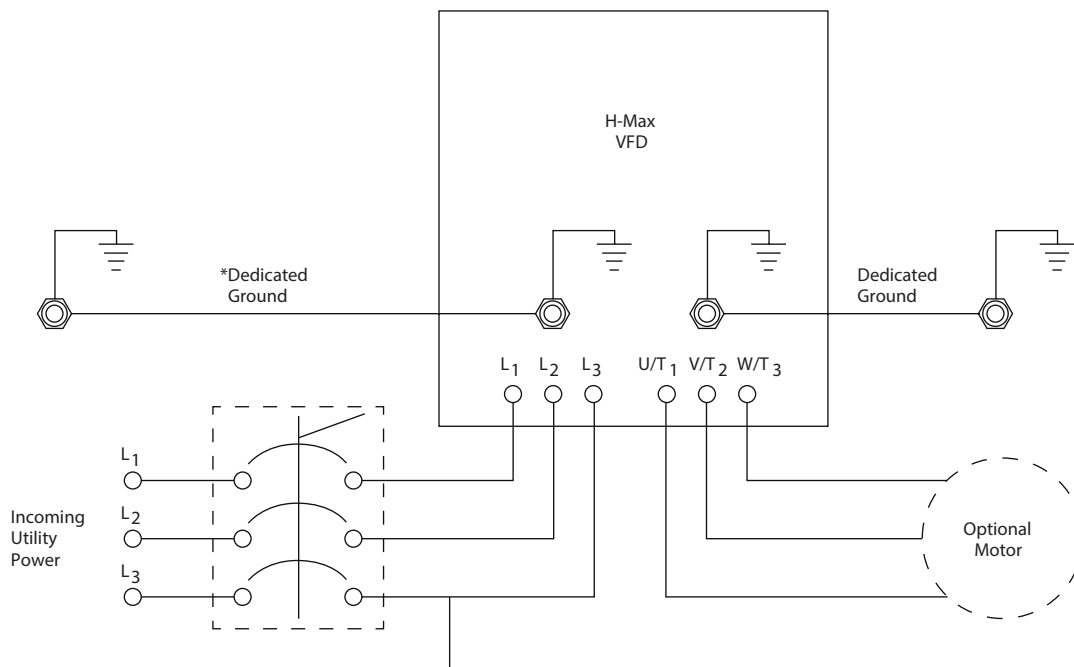 H-Max
VFD
*Dedicated
Ground
Dedicated
Ground
L1
L2
L3
U/T1
V/T2
W/T3
L1
L2
L3
Incoming
Utility
Power
Optional
Motor